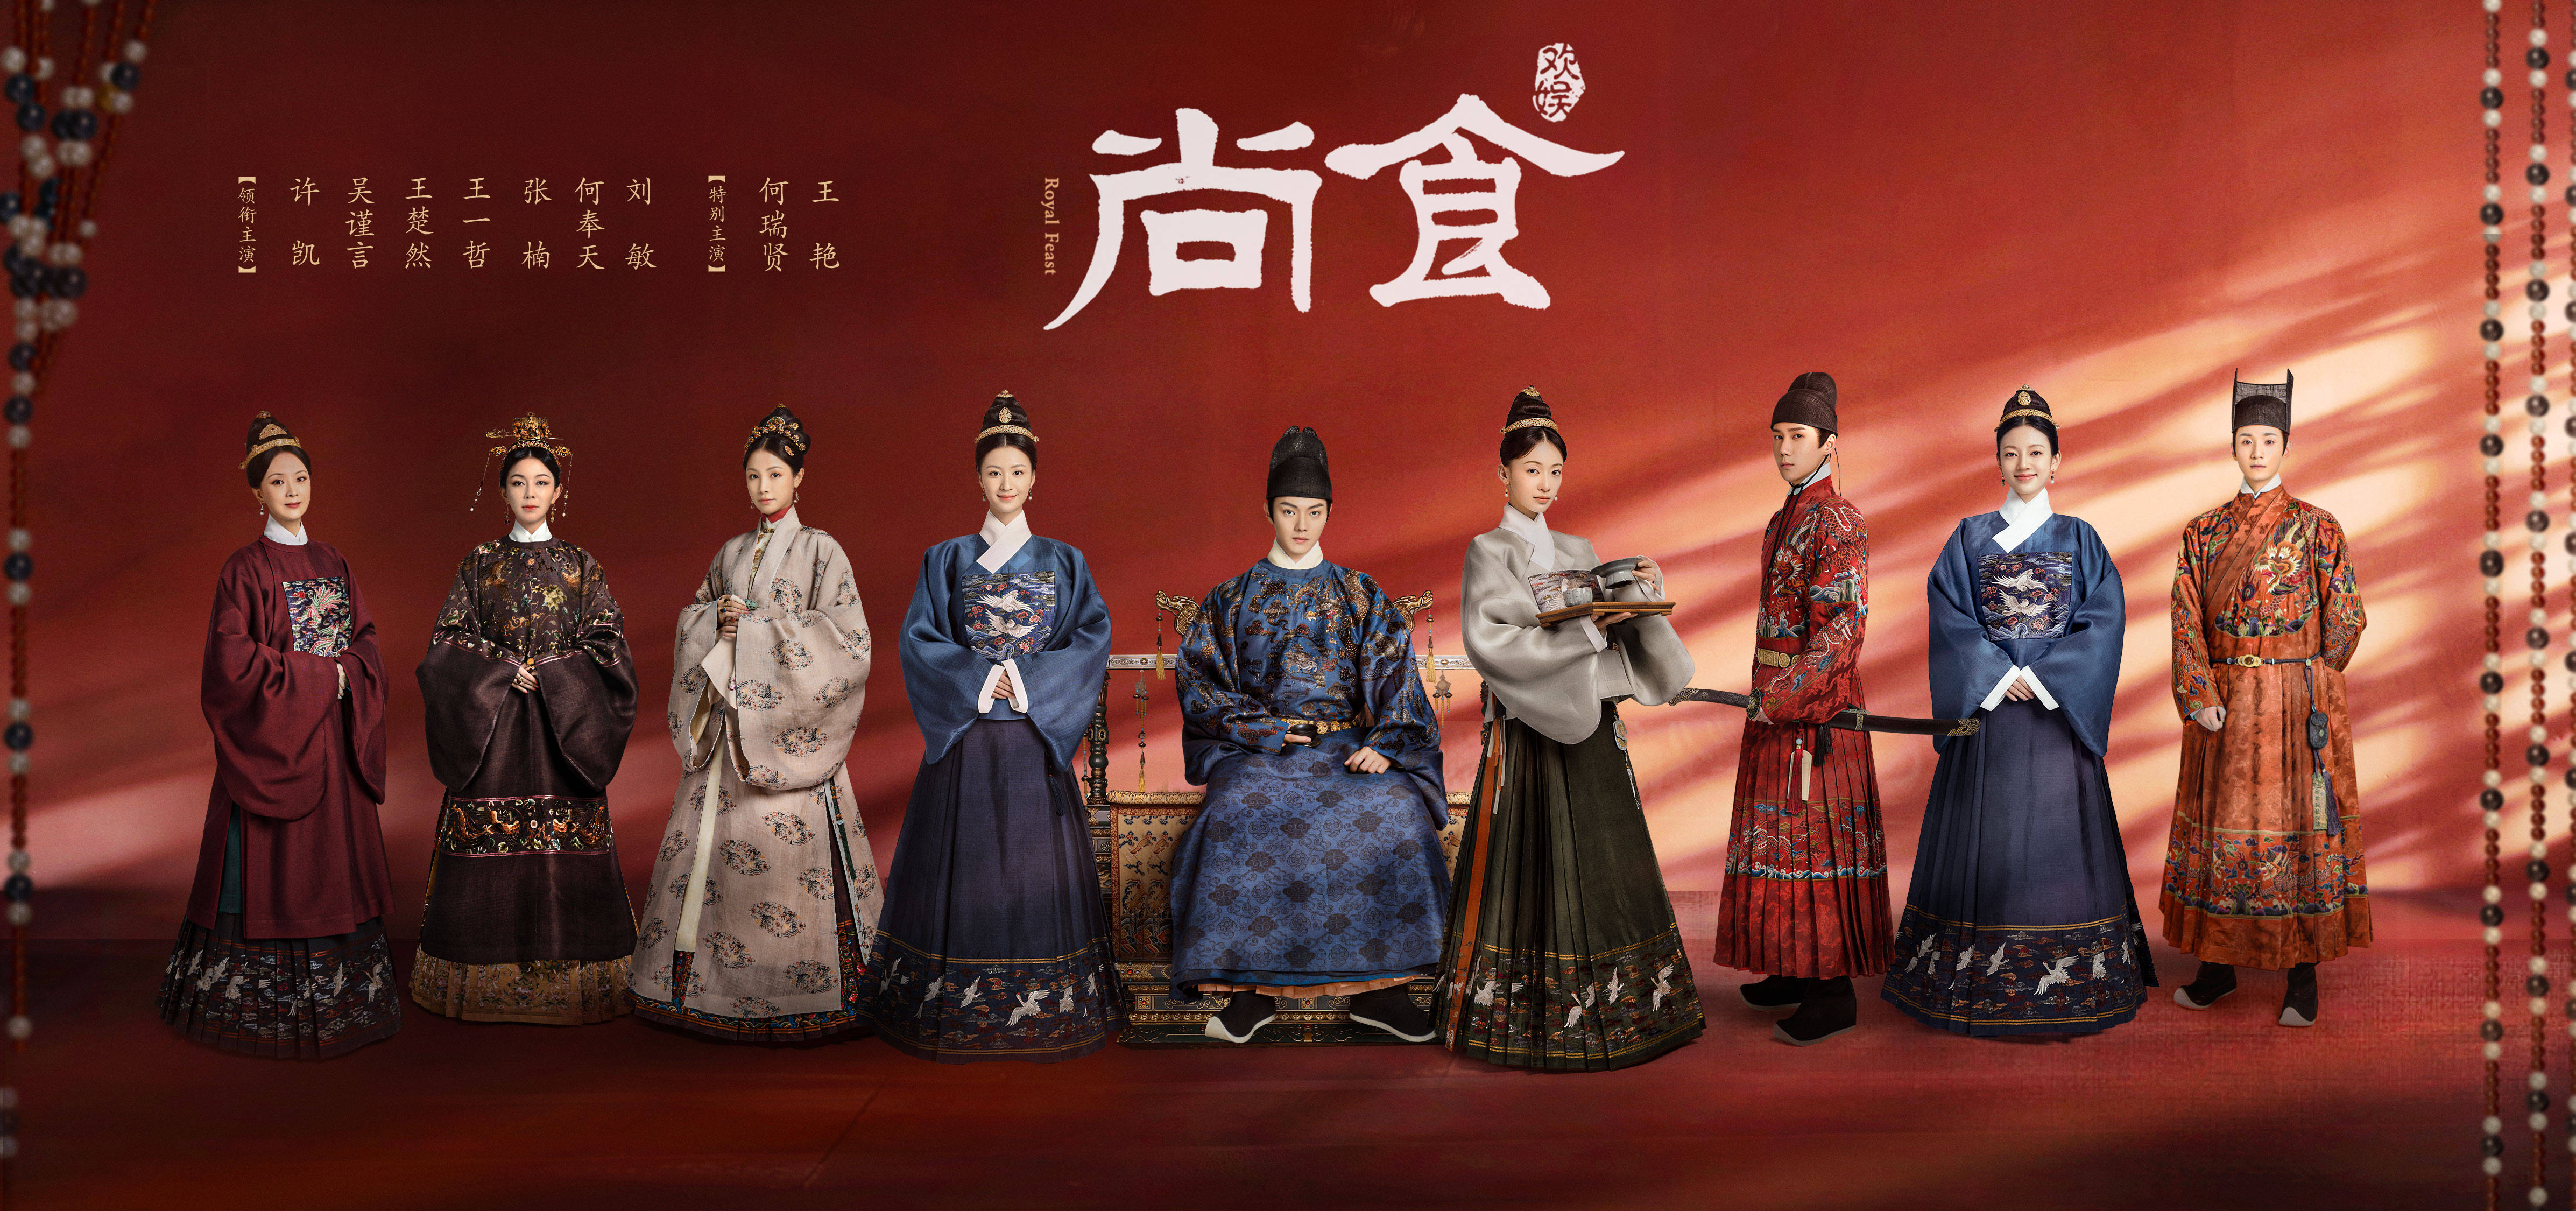 欢娱
尚食
Royal Feast
【领衔主演】
许凯
吴谨言
王楚然
王一哲
张楠
何奉天
刘敏
【特别主演】
何瑞贤
王艳